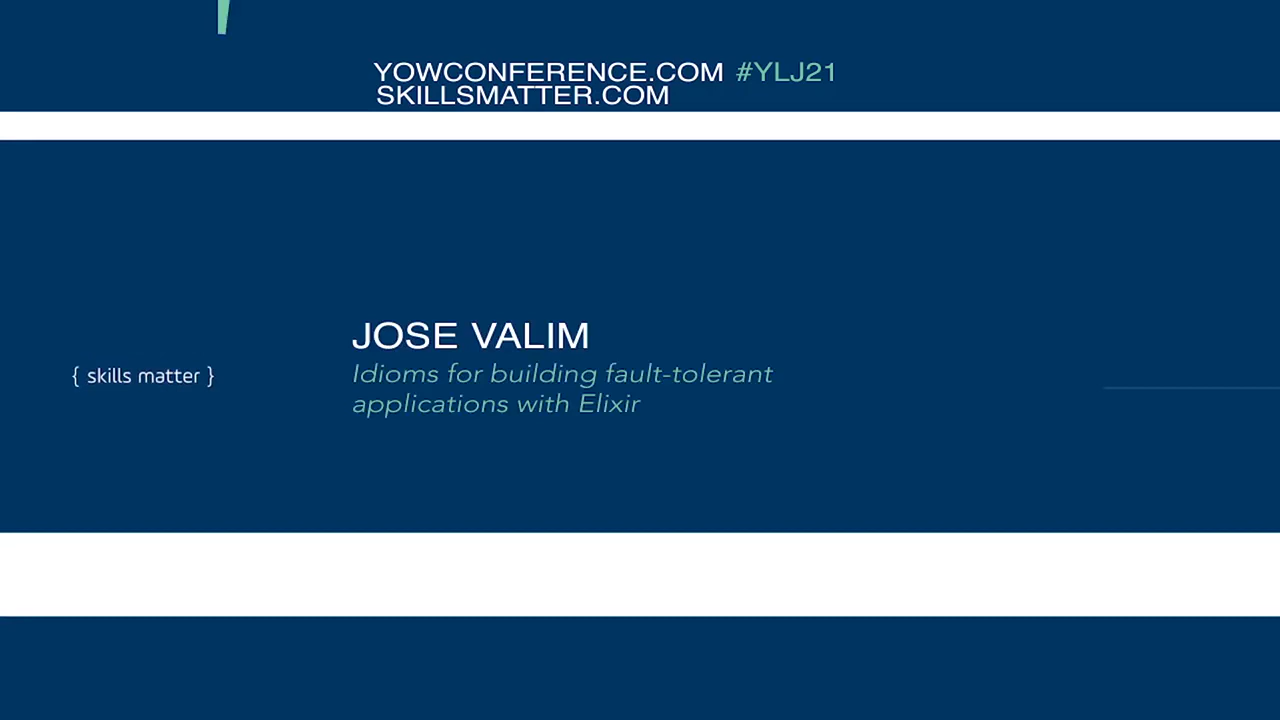 YOWCONFERENCE.COM #YLJ21
SKILLSMATTER.COM
JOSE VALIM
{ skills matter }
Idioms for building fault-tolerant
applications with Elixir